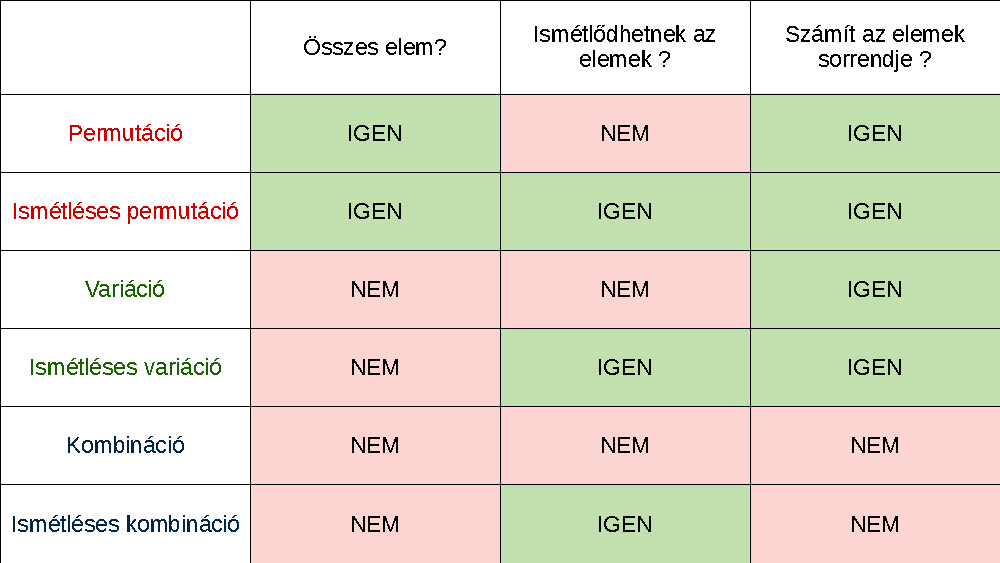 Összes elem?
Ismétlődhetnek az
elemek ?
Számít az elemek
sorrendje ?
Permutáció
IGEN
NEM
IGEN
Ismétléses permutáció
IGEN
IGEN
IGEN
Variáció
NEM
NEM
IGEN
Ismétléses variáció
NEM
IGEN
IGEN
Kombináció
NEM
NEM
NEM
Ismétléses kombináció
NEM
IGEN
NEM